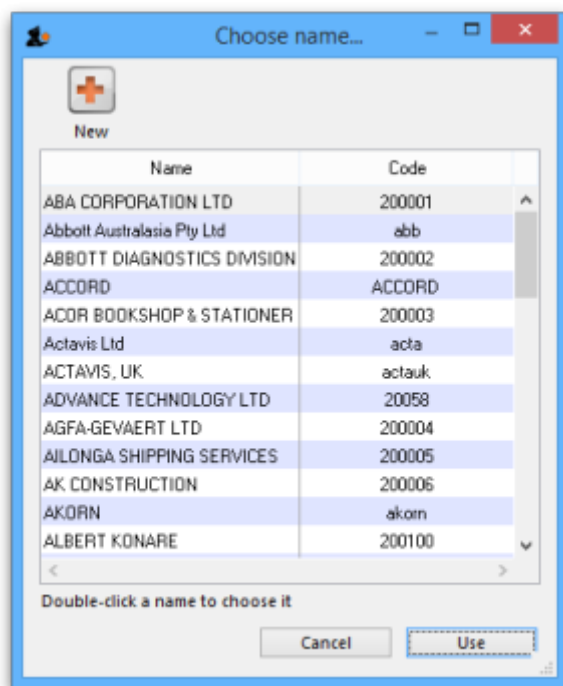 Choose name...
New
Name Code
ABA CORPORATION LTD 200001
Abbott Australasia Pty Ltd abb
ABBOTT DIAGNOSTICS DIVISION 200002
ACCORD ACCORD
ACOR BOOKSHOP & STATIONER 200003
Actavis Ltd acta
ACTAVIS, UK actauk
ADVANCE TECHNOLOGY LTD 20058
AGFA-GEVAERT LTD 200004
AILONGA SHIPPING SERVICES 200005
AK CONSTRUCTION 200006
AKORN akorn
ALBERT KONARE 200100
Double-click a name to choose it
Cancel Use